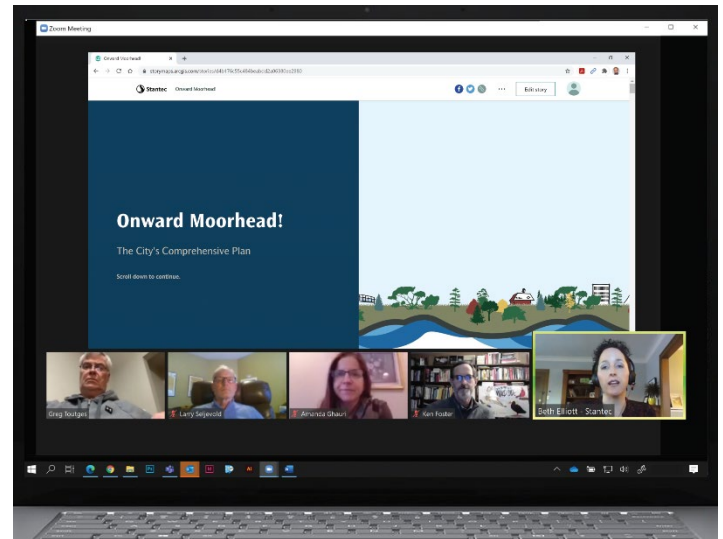 Zoom Meeting
Onward Moorhead
Stantec Onward Moorhead
Edit story
Onward Moorhead!
The City's Comprehensive Plan
Scroll down to continue.
Greg Toutges
Larry Seljevold
Amanda Ghauri
Ken Foster
Beth Elliott - Stantec